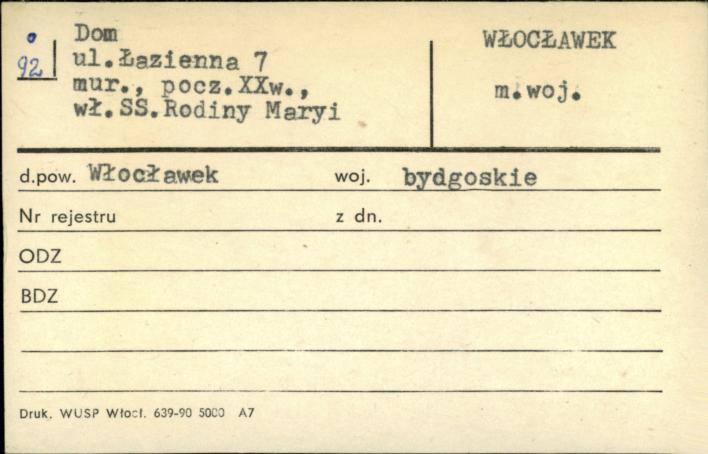 92
Dom
ul.Łazienna 7
mur., pocz.XXw.,
wł.SS.Rodiny Maryi
WŁOCŁAWEK
m.woj.
d.pow. Włocławek woj. bydgoskie
Nr rejestru z dn.
ODZ
BDZ
Druk. WUSP Włocł. 639-90 5000 A7